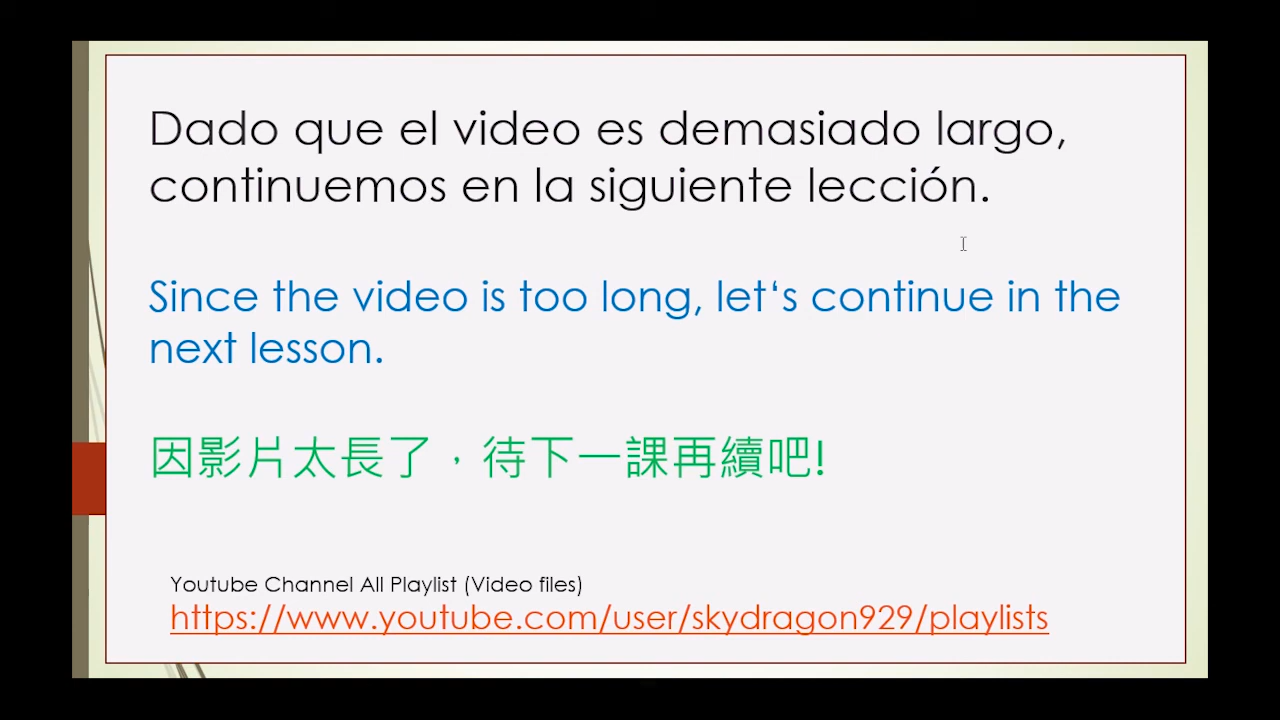 Dado que el video es demasiado largo,
continuemos en la siguiente lección.
Since the video is too long, let‘s continue in the
next lesson.
因影片太長了，待下一課再續吧!
Youtube Channel All Playlist (Video files)
https://www.youtube.com/user/skydragon929/playlists